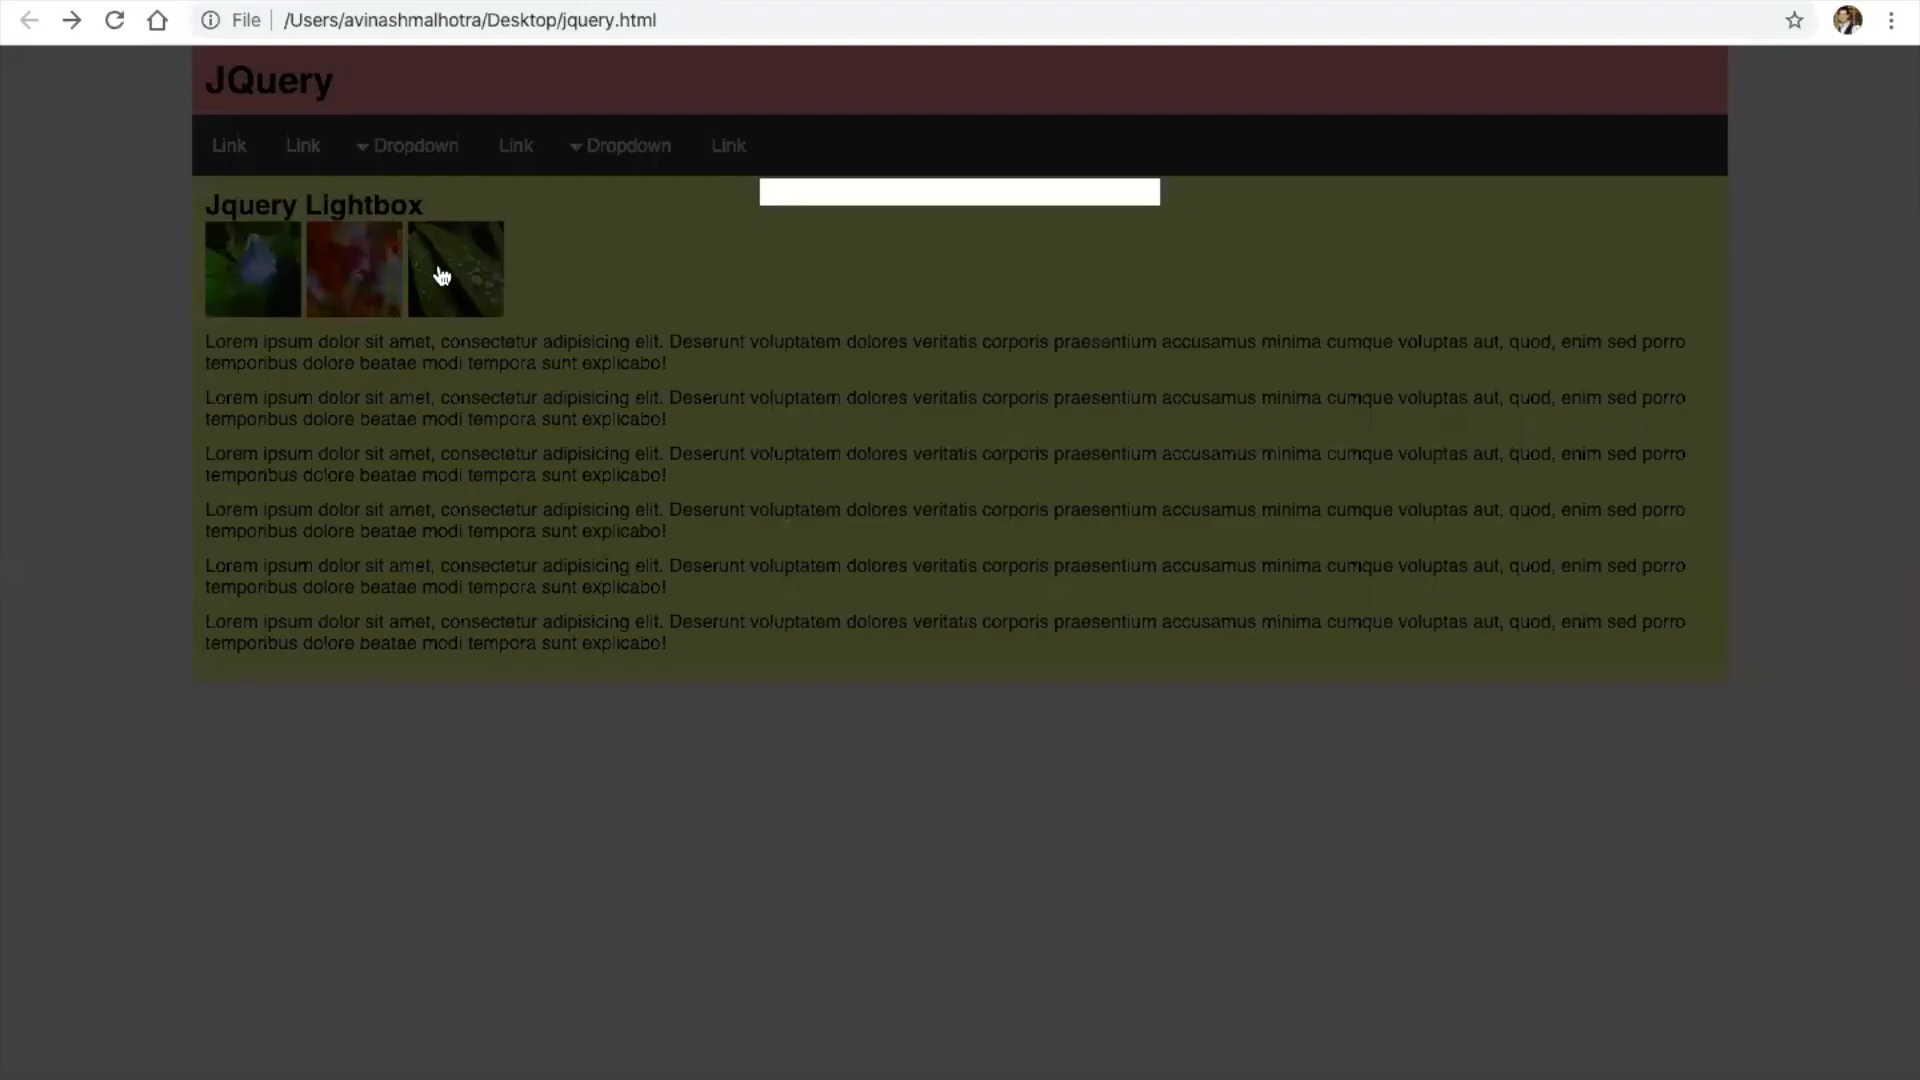 File
/Users/avinashmalhotra/Desktop/jquery.html
JQuery
Link Link Dropdown Link Dropdown Link
Jquery Lightbox
Lorem ipsum dolor sit amet, consectetur adipisicing elit. Deserunt voluptatem dolores veritatis corporis praesentium accusamus minima cumque voluptas aut, quod, enim sed porro
temporibus dolore beatae modi tempora sunt explicabo!
Lorem ipsum dolor sit amet, consectetur adipisicing elit. Deserunt voluptatem dolores veritatis corporis praesentium accusamus minima cumque voluptas aut, quod, enim sed porro
temporibus dolore beatae modi tempora sunt explicabo!
Lorem ipsum dolor sit amet, consectetur adipisicing elit. Deserunt voluptatem dolores veritatis corporis praesentium accusamus minima cumque voluptas aut, quod, enim sed porro
temporibus dolore beatae modi tempora sunt explicabo!
Lorem ipsum dolor sit amet, consectetur adipisicing elit. Deserunt voluptatem dolores veritatis corporis praesentium accusamus minima cumque voluptas aut, quod, enim sed porro
temporibus dolore beatae modi tempora sunt explicabo!
Lorem ipsum dolor sit amet, consectetur adipisicing elit. Deserunt voluptatem dolores veritatis corporis praesentium accusamus minima cumque voluptas aut, quod, enim sed porro
temporibus dolore beatae modi tempora sunt explicabo!
Lorem ipsum dolor sit amet, consectetur adipisicing elit. Deserunt voluptatem dolores veritatis corporis praesentium accusamus minima cumque voluptas aut, quod, enim sed porro
temporibus dolore beatae modi tempora sunt explicabo!